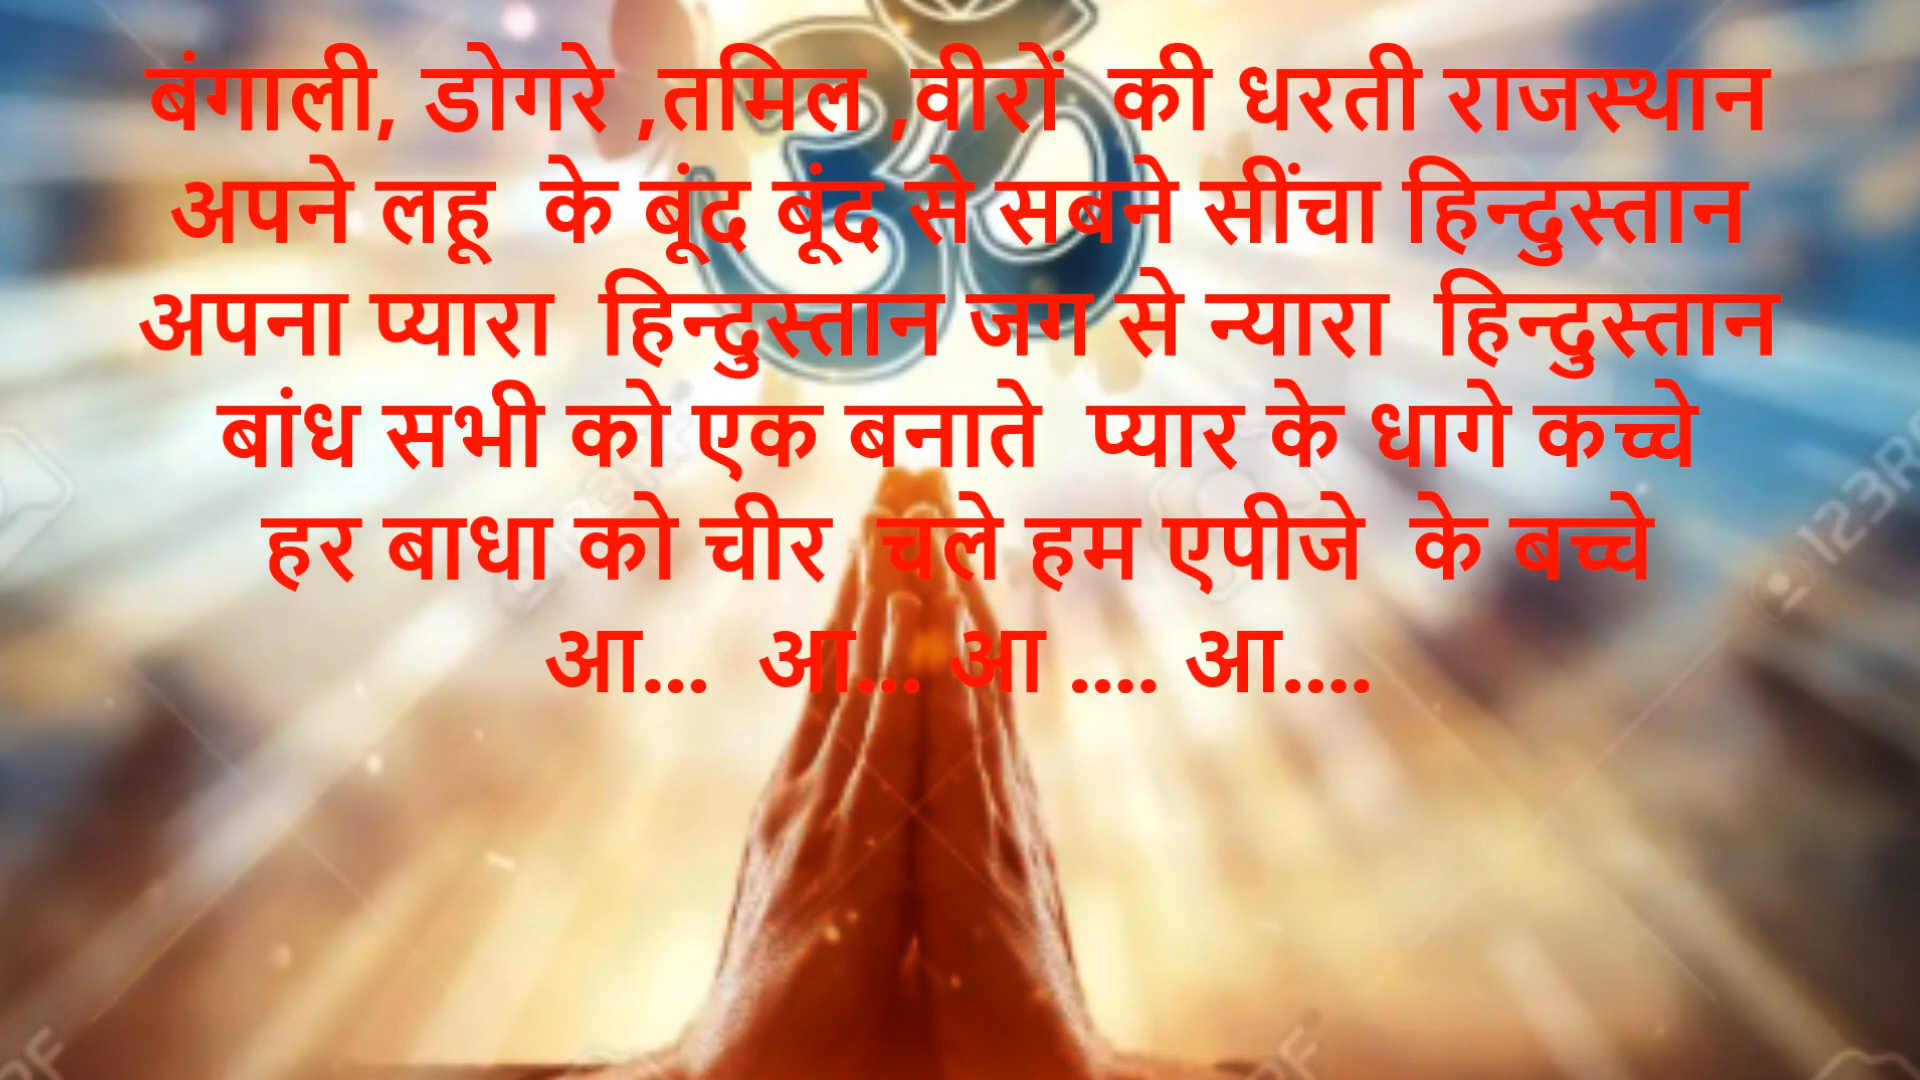 बंगाली, डोगरे ,तमिल ,वीरों की धरती राजस्थान
अपने लहू के बूंद बूंद से सबने सींचा हिन्दुस्तान
अपना प्यारा हिन्दुस्तान जग से न्यारा हिन्दुस्तान
बांध सभी को एक बनाते प्यार के धागे कच्चे
हर बाधा को चीर चले हम एपीजे के बच्चे
आ... आ... आ .... आ....